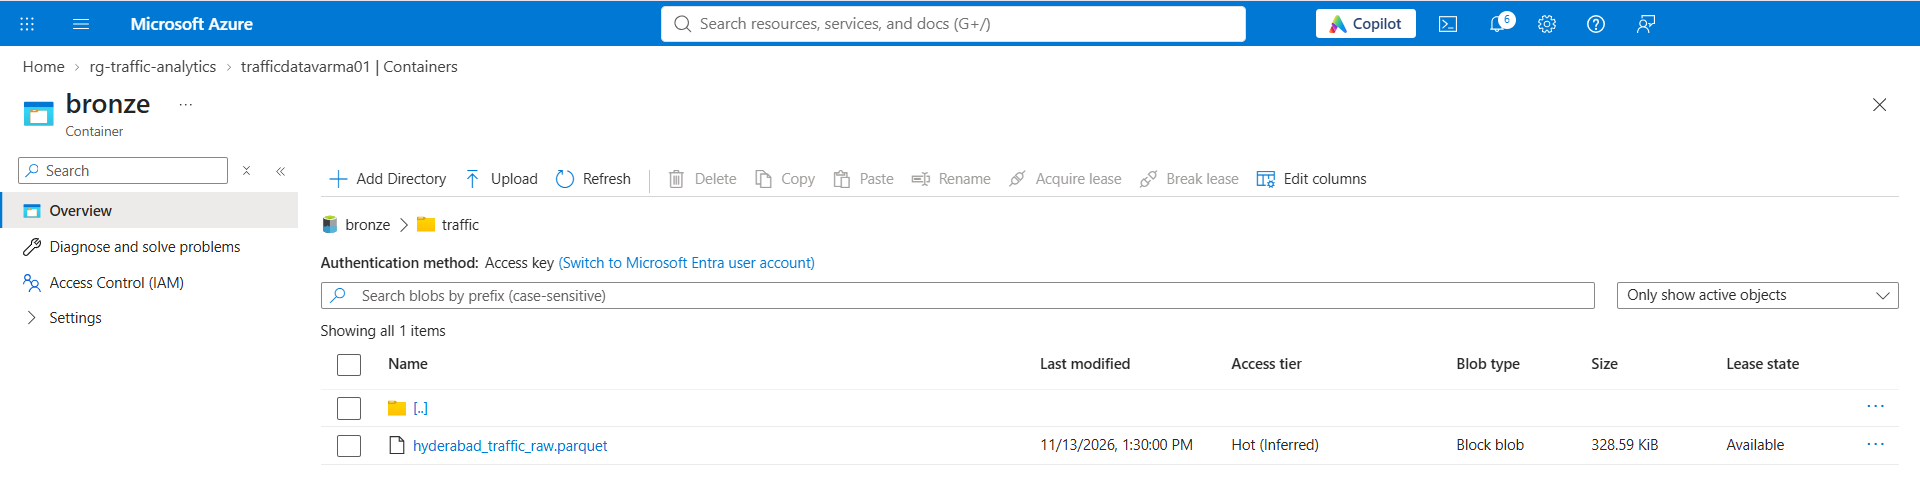 Microsoft Azure
Search resources, services, and docs (G+/)
Copilot
6
Home > rg-traffic-analytics > trafficdatavarma01 | Containers
bronze ...
Container
Search
Add Directory Upload Refresh Delete Copy Paste Rename Acquire lease Break lease Edit columns
Overview
Diagnose and solve problems
Access Control (IAM)
Settings
bronze > traffic
Authentication method: Access key (Switch to Microsoft Entra user account)
Search blobs by prefix (case-sensitive)
Only show active objects
Showing all 1 items
Name Last modified Access tier Blob type Size Lease state
[..] ...
hyderabad_traffic_raw.parquet 11/13/2026, 1:30:00 PM Hot (Inferred) Block blob 328.59 KiB Available ...